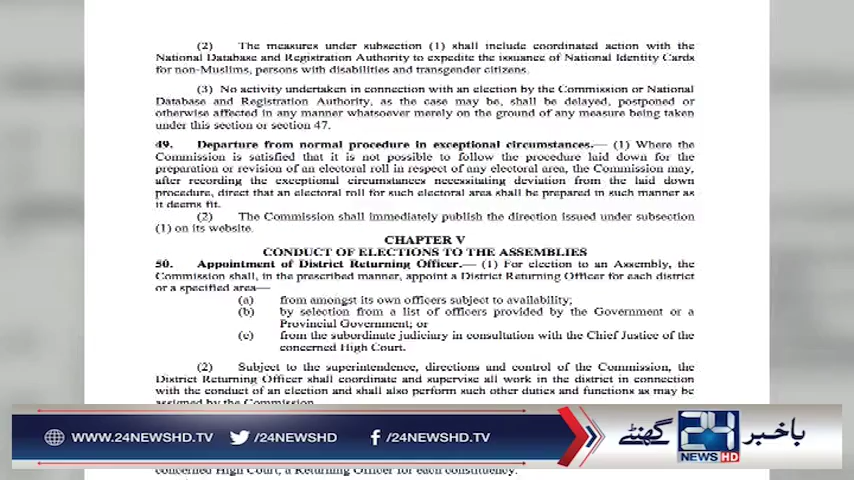 (2) The measures under subsection (1) shall include coordinated action with the
National Database and Registration Authority to expedite the issuance of National Identity Cards
for non-Muslims, persons with disabilities and transgender citizens.
(3) No activity undertaken in connection with an election by the Commission or National
Database and Registration Authority, as the case may be, shall be delayed, postponed or
otherwise affected in any manner whatsoever merely on the ground of any measure being taken
under this section or section 47.
49. Departure from normal procedure in exceptional circumstances.— (1) Where the
Commission is satisfied that it is not possible to follow the procedure laid down for the
preparation or revision of an electoral roll in respect of any electoral area, the Commission may,
after recording the exceptional circumstances necessitating deviation from the laid down
procedure, direct that an electoral roll for such electoral area shall be prepared in such manner as
it deems fit.
(2) The Commission shall immediately publish the direction issued under subsection
(1) on its website.
CHAPTER V
CONDUCT OF ELECTIONS TO THE ASSEMBLIES
50. Appointment of District Returning Officer.— (1) For election to an Assembly, the
Commission shall, in the prescribed manner, appoint a District Returning Officer for each district
or a specified area—
(a) from amongst its own officers subject to availability;
(b) by selection from a list of officers provided by the Government or a
Provincial Government; or
(c) from the subordinate judiciary in consultation with the Chief Justice of the
concerned High Court.
(2) Subject to the superintendence, directions and control of the Commission, the
District Returning Officer shall coordinate and supervise all work in the district in connection
with the conduct of an election and shall also perform such other duties and functions as may be
assigned by the Commission.
WWW.24NEWSHD.TV /24NEWSHD /24NEWSHD.TV باخبر 24 گھنٹے
NEWS HD
concerned High Court, a Returning Officer for each constituency.